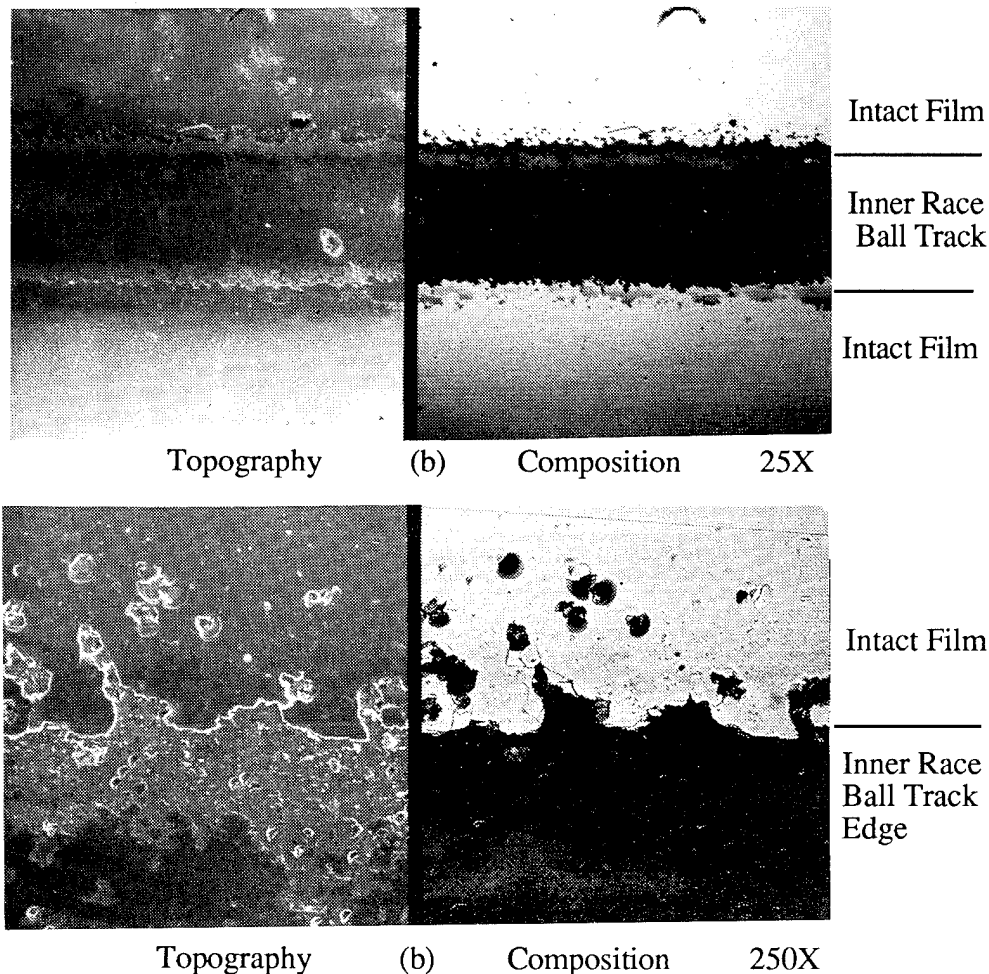 Intact Film
Inner Race
Ball Track
Intact Film
Topography (b) Composition 25X
Intact Film
Inner Race
Ball Track
Edge
Topography (b) Composition 250X